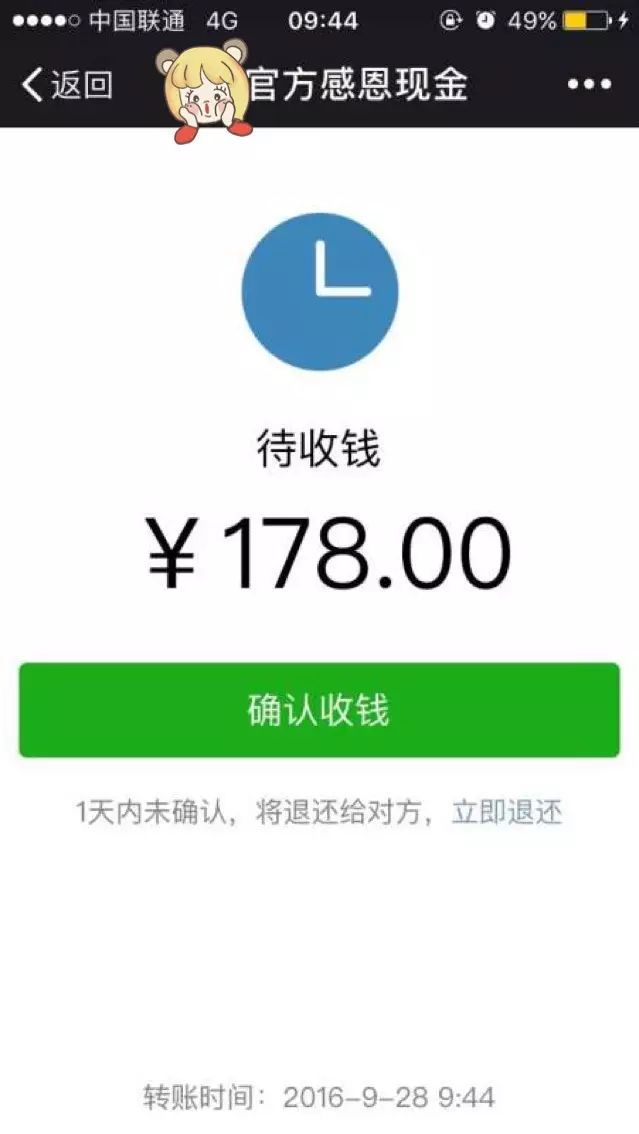 中国联通 4G 09:44 49%
返回 官方感恩现金
待收钱
￥178.00
确认收钱
1天内未确认，将退还给对方，立即退还
转账时间：2016-9-28 9:44